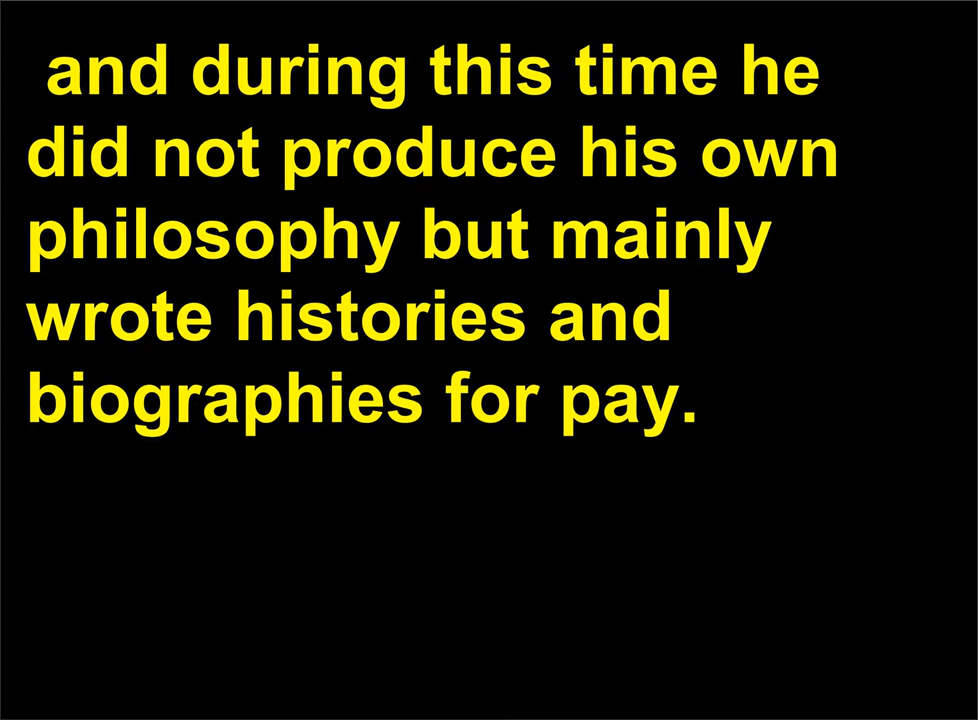 and during this time he
did not produce his own
philosophy but mainly
wrote histories and
biographies for pay.